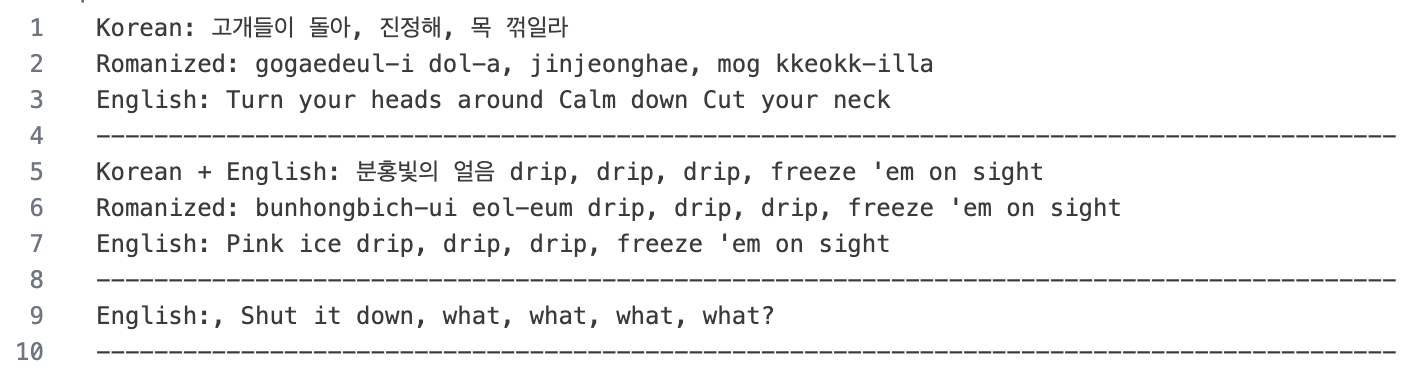 1 Korean: 고개들이 돌아, 진정해, 목 꺾일라
2 Romanized: gogaedeul-i dol-a, jinjeonghae, mog kkeokk-illa
3 English: Turn your heads around Calm down Cut your neck
4 ------------------------------------------------------------------------------------------
5 Korean + English: 분홍빛의 얼음 drip, drip, drip, freeze 'em on sight
6 Romanized: bunhongbich-ui eol-eum drip, drip, drip, freeze 'em on sight
7 English: Pink ice drip, drip, drip, freeze 'em on sight
8 ------------------------------------------------------------------------------------------
9 English:, Shut it down, what, what, what, what?
10 ------------------------------------------------------------------------------------------